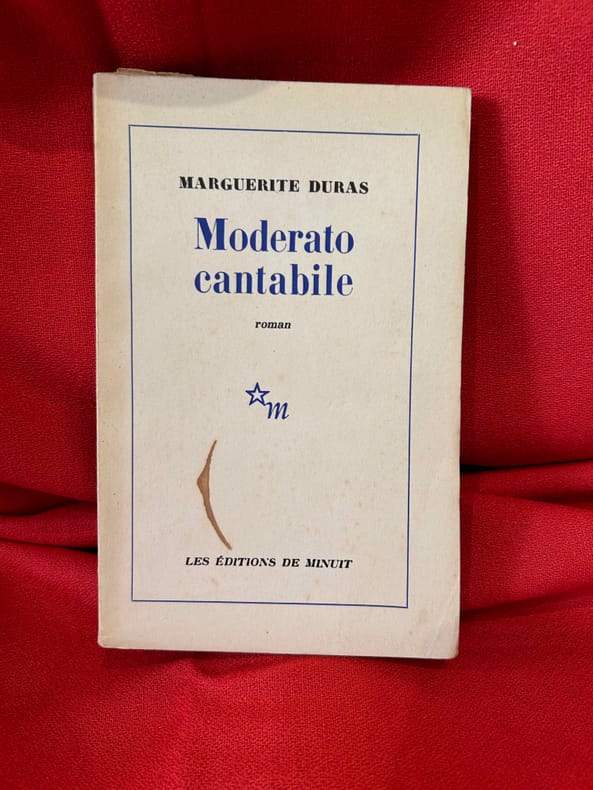 MARGUERITE DURAS
Moderato
cantabile
roman
m
LES ÉDITIONS DE MINUIT